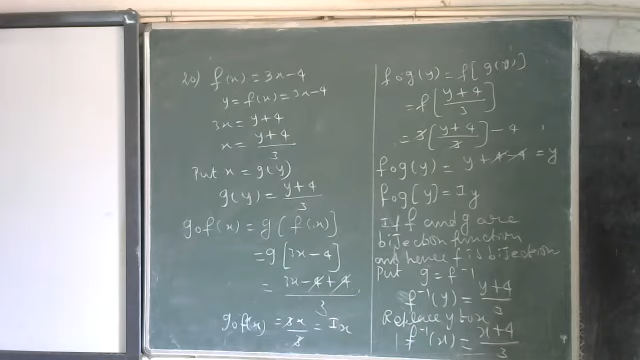 20) f(x) = 3x-4
y = f(x) = 3x-4
3x = y+4
x = y+4/3
Put x = g(y)
g(y) = y+4/3
gof(x) = g[f(x)]
= g[3x-4]
= 3x-4+4/3
gof(x) = 3x/3 = Ix
fog(y) = f[g(y)]
= f[y+4/3]
= 3[y+4/3]-4
fog(y) = y+4-4 = y
fog[y] = Iy
If f and g are
bijection function
and hence f is bijection
Put g = f⁻¹
f⁻¹(y) = y+4/3
Replace y by x
f⁻¹(x) = x+4/3